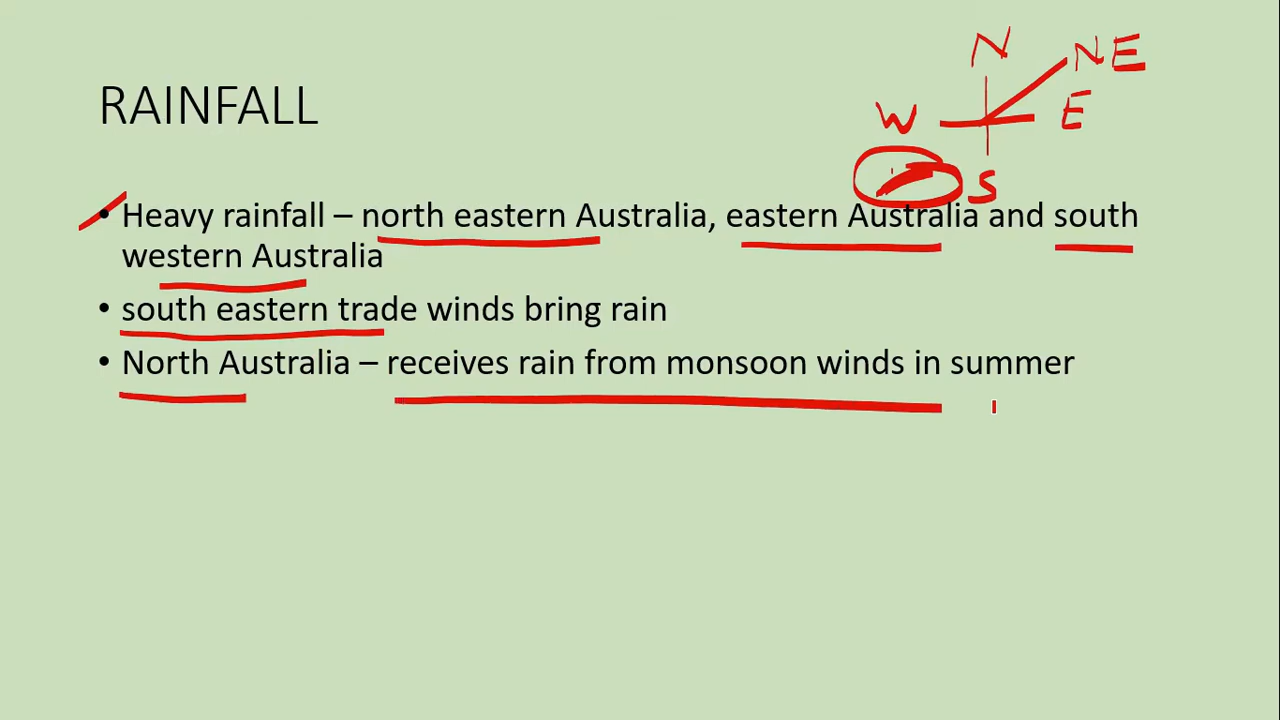 N
NE
W
E
S
RAINFALL
• Heavy rainfall – north eastern Australia, eastern Australia and south
western Australia
• south eastern trade winds bring rain
• North Australia – receives rain from monsoon winds in summer